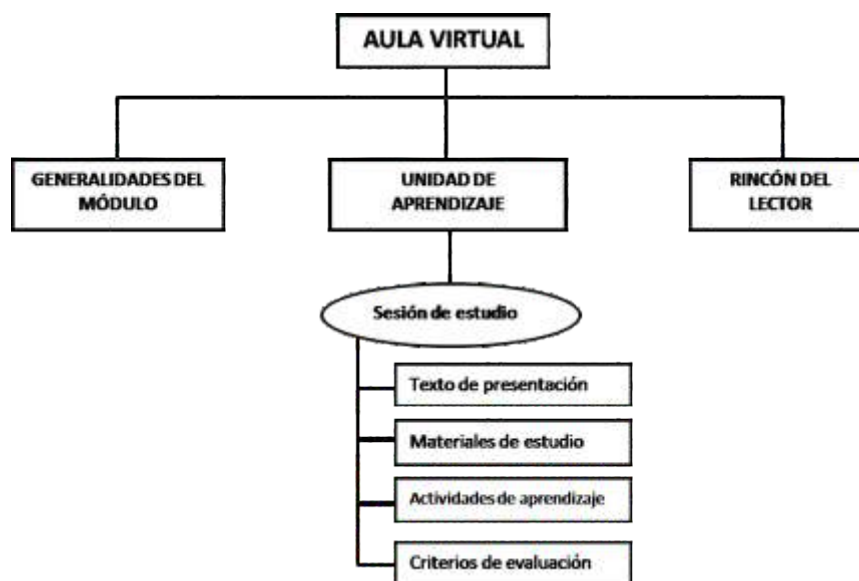 AULA VIRTUAL
GENERALIDADES DEL
MÓDULO
UNIDAD DE
APRENDIZAJE
RINCÓN DEL
LECTOR
Sesión de estudio
Texto de presentación
Materiales de estudio
Actividades de aprendizaje
Criterios de evaluación